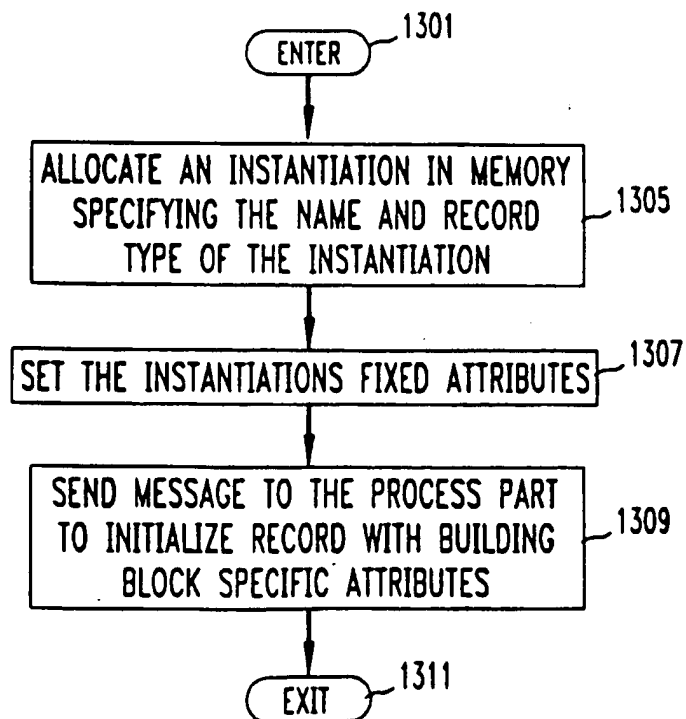 ENTER
1301
ALLOCATE AN INSTANTIATION IN MEMORY
SPECIFYING THE NAME AND RECORD
TYPE OF THE INSTANTIATION
1305
SET THE INSTANTIATIONS FIXED ATTRIBUTES
1307
SEND MESSAGE TO THE PROCESS PART
TO INITIALIZE RECORD WITH BUILDING
BLOCK SPECIFIC ATTRIBUTES
1309
EXIT
1311